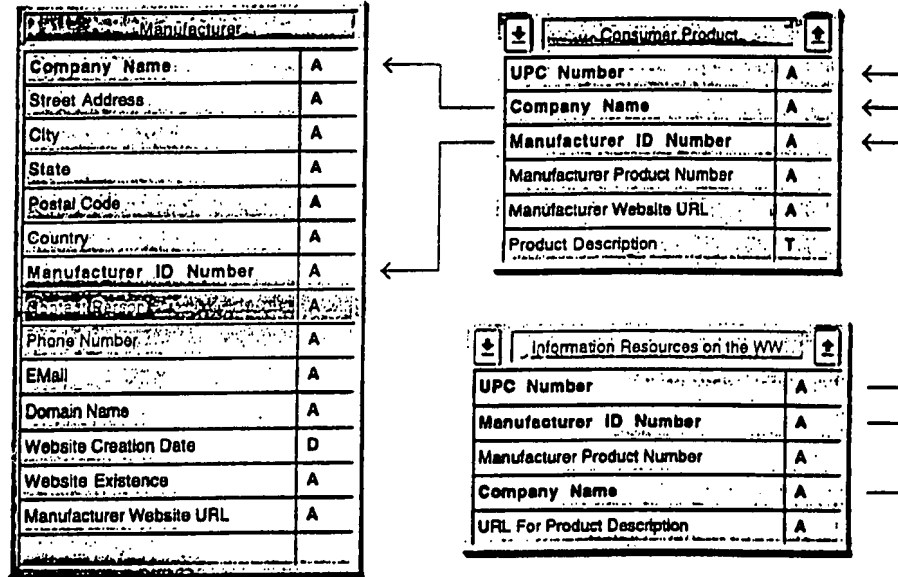 Manufacturer
Company Name A
Street Address A
City A
State A
Postal Code A
Country A
Manufacturer ID Number A
Contact Person A
Phone Number A
EMail A
Domain Name A
Website Creation Date D
Website Existence A
Manufacturer Website URL A
Consumer Product
UPC Number A
Company Name A
Manufacturer ID Number A
Manufacturer Product Number A
Manufacturer Website URL A
Product Description T
Information Resources on the WW
UPC Number A
Manufacturer ID Number A
Manufacturer Product Number A
Company Name A
URL For Product Description A